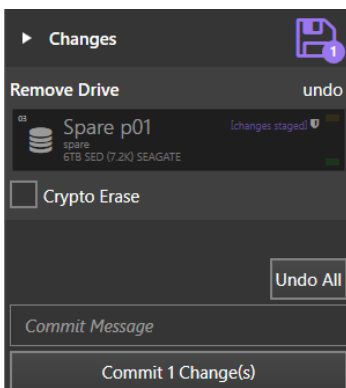 Changes
1
Remove Drive
undo
03
Spare p01
[changes staged]
spare
6TB SED (7.2K) SEAGATE
Crypto Erase
Undo All
Commit Message
Commit 1 Change(s)